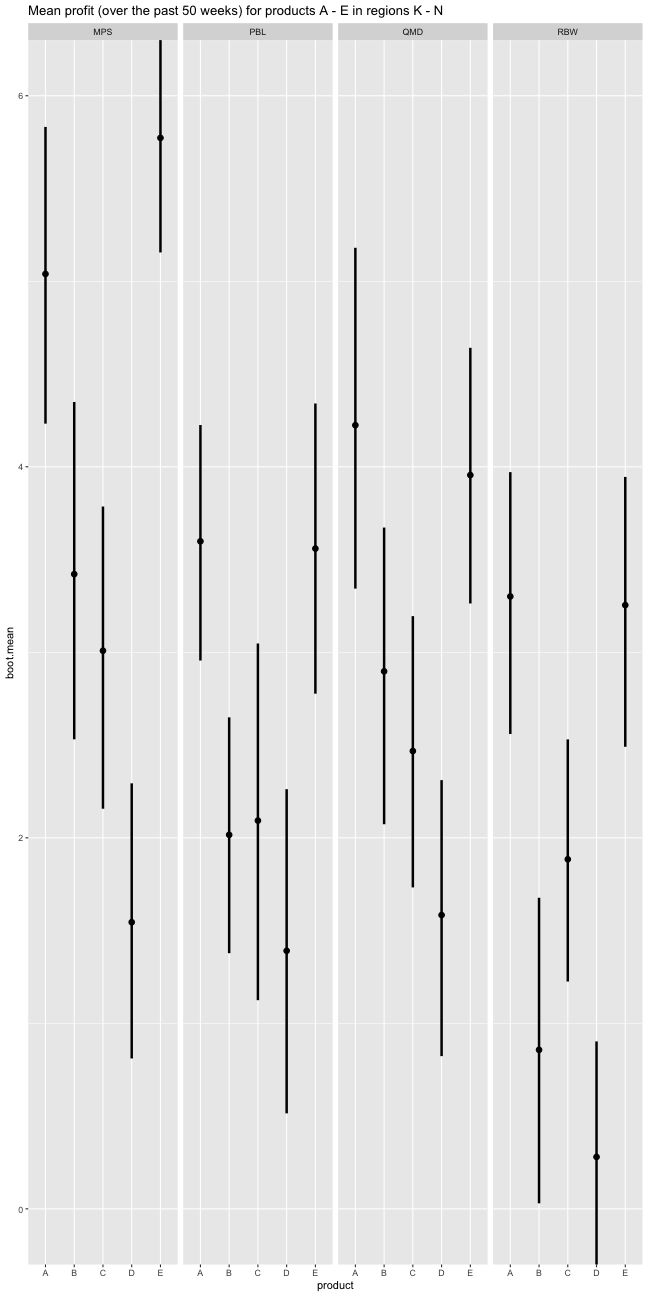 Mean profit (over the past 50 weeks) for products A - E in regions K - N
MPS PBL QMD RBW
boot.mean
6
4
2
0
A B C D E A B C D E A B C D E A B C D E
product